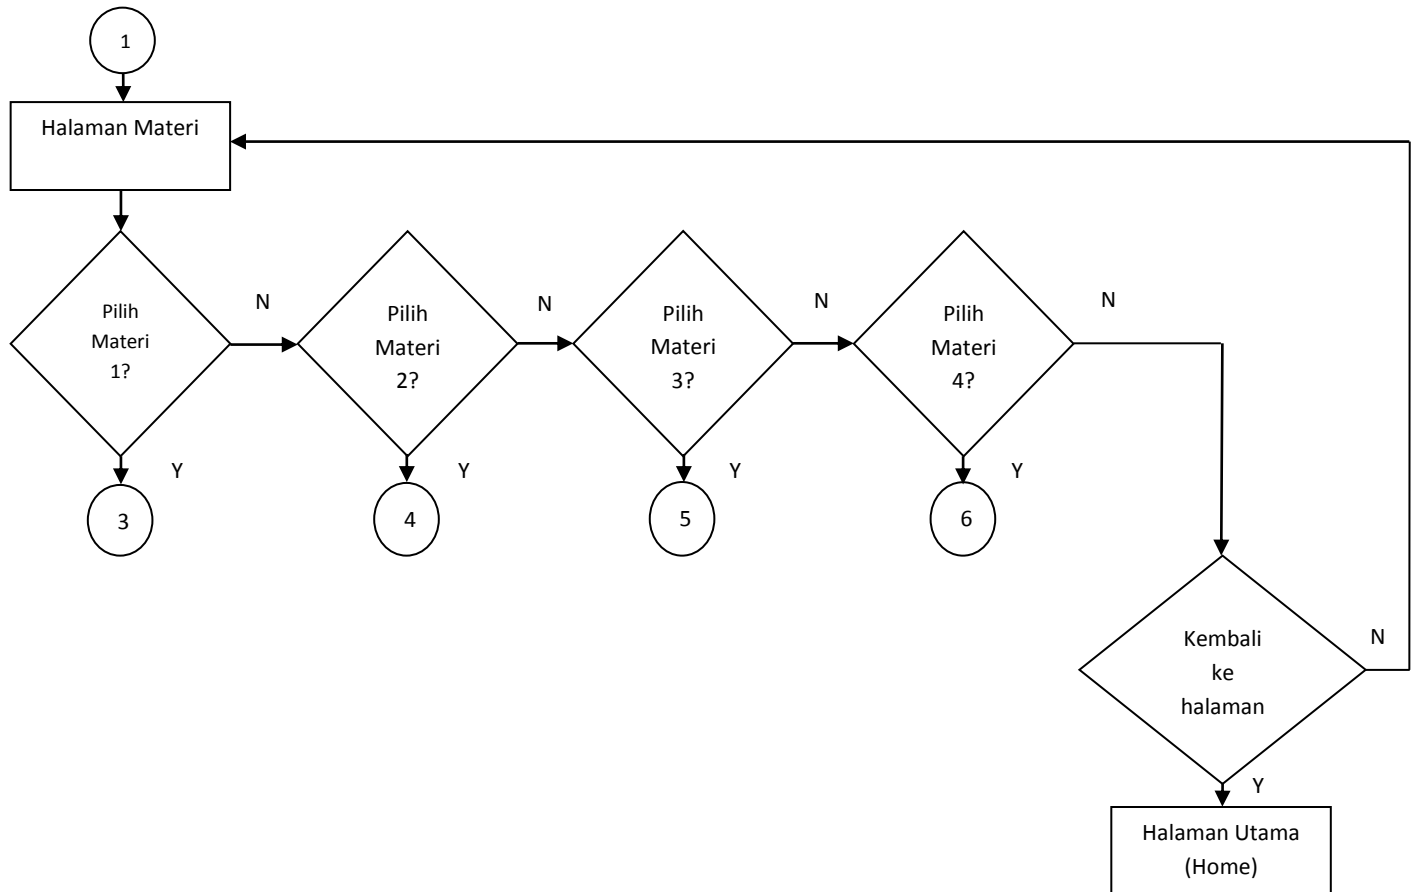 1
Halaman Materi
Pilih
Materi
1?
N
Pilih
Materi
2?
N
Pilih
Materi
3?
N
Pilih
Materi
4?
N
Y
Y
Y
Y
3
4
5
6
Kembali
ke
halaman
N
Y
Halaman Utama
(Home)